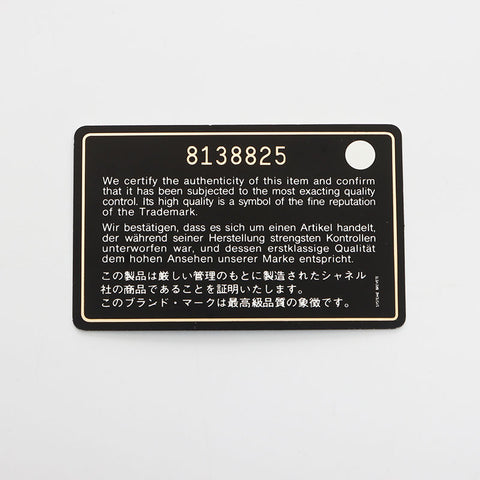 8138825
We certify the authenticity of this item and confirm
that it has been subjected to the most exacting quality
control. Its high quality is a symbol of the fine reputation
of the Trademark.
Wir bestätigen, dass es sich um einen Artikel handelt,
der während seiner Herstellung strengsten Kontrollen
unterworfen war, und dessen erstklassige Qualität
dem hohen Ansehen unserer Marke entspricht.
この製品は厳しい管理のもとに製造されたシャネル
社の商品であることを証明いたします。
このブランド・マークは最高級品質の象徴です。